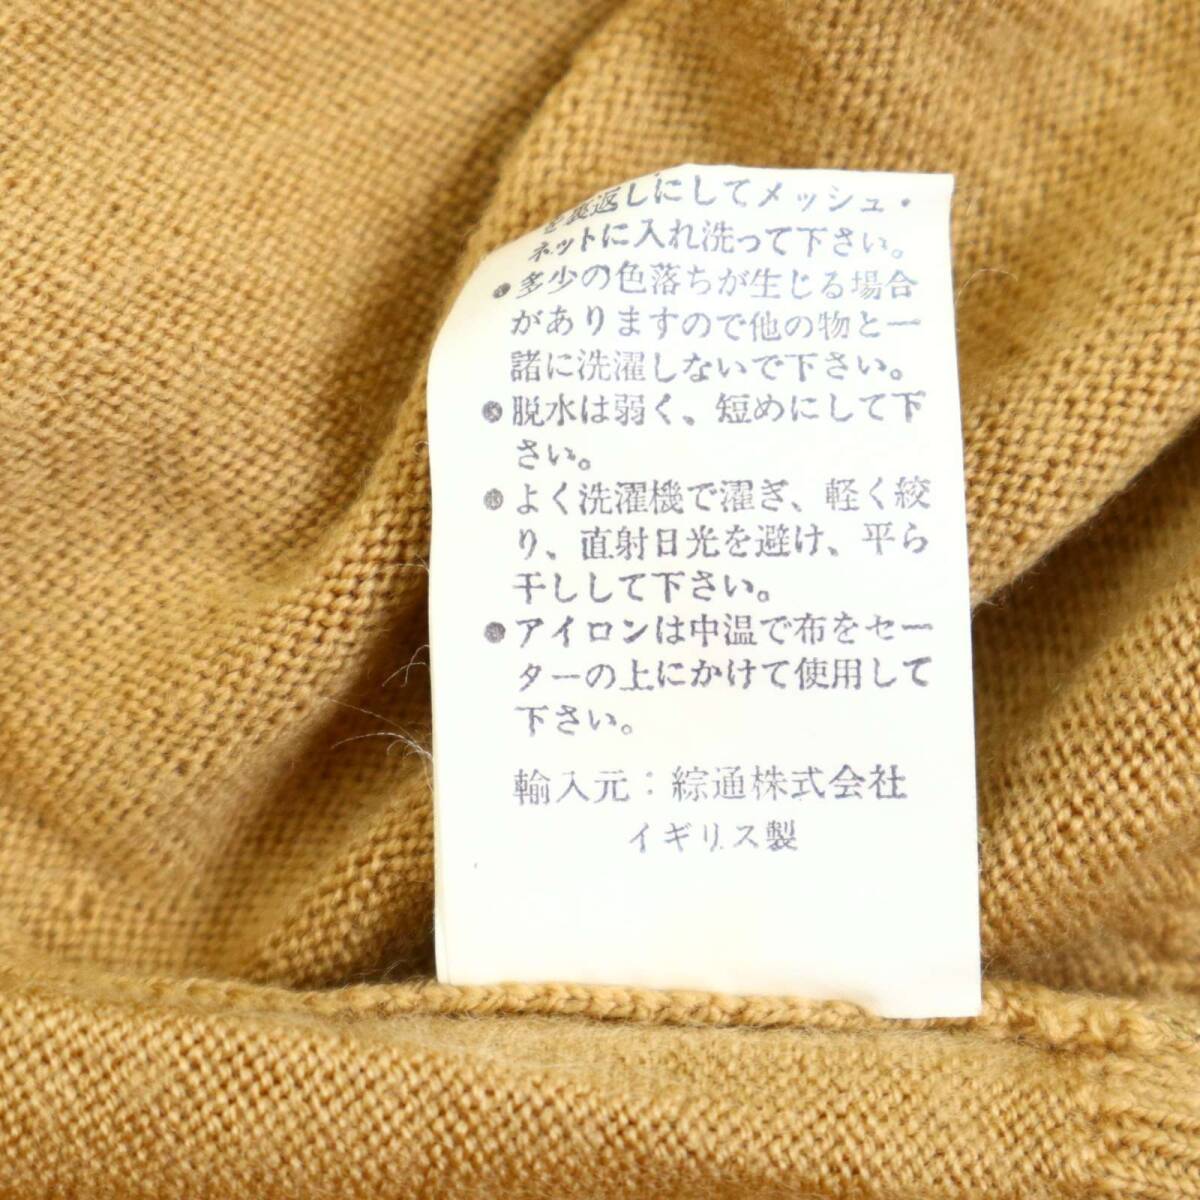 を裏返しにしてメッシュ・
ネットに入れ洗って下さい。
●多少の色落ちが生じる場合
がありますので他の物と一
諸に洗濯しないで下さい。
●脱水は弱く、短めにして下
さい。
●よく洗濯機で濯ぎ、軽く絞
り、直射日光を避け、平ら
干しして下さい。
●アイロンは中温で布をセー
ターの上にかけて使用して
下さい。
輸入元：綜通株式会社
イギリス製